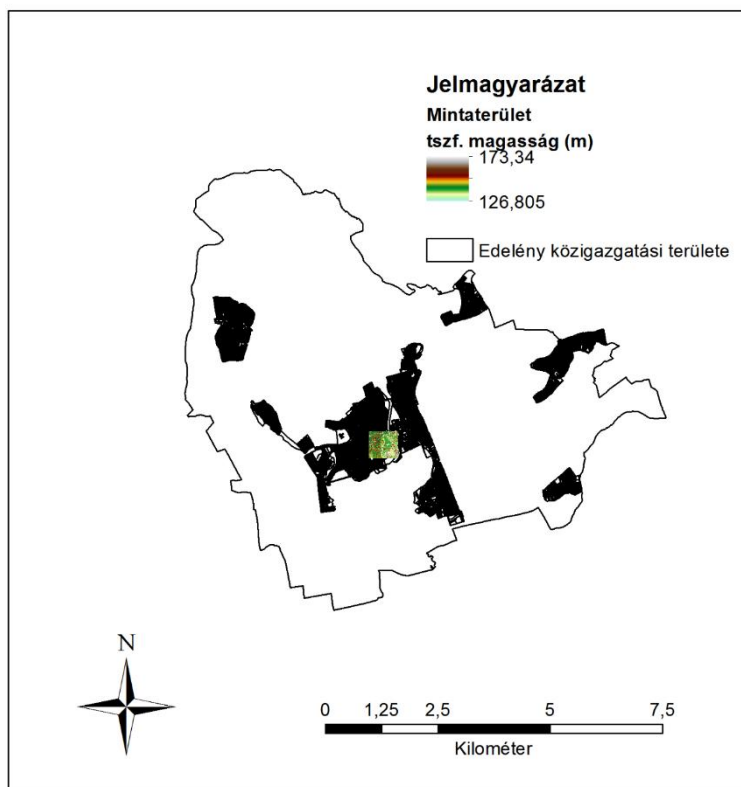 Jelmagyarázat
Mintaterület
tszf. magasság (m)
173,34
126,805
Edelény közigazgatási területe
N
0 1,25 2,5 5 7,5
Kilométer